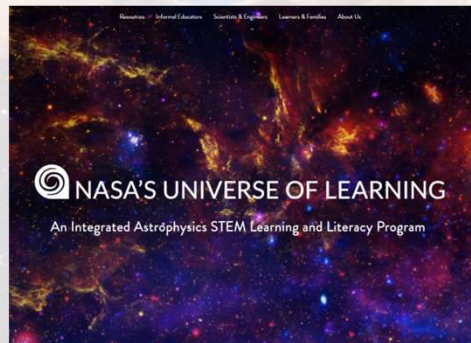 Resources Informal Educators Scientists & Engineers Learners & Families About Us
NASA'S UNIVERSE OF LEARNING
An Integrated Astrophysics STEM Learning and Literacy Program